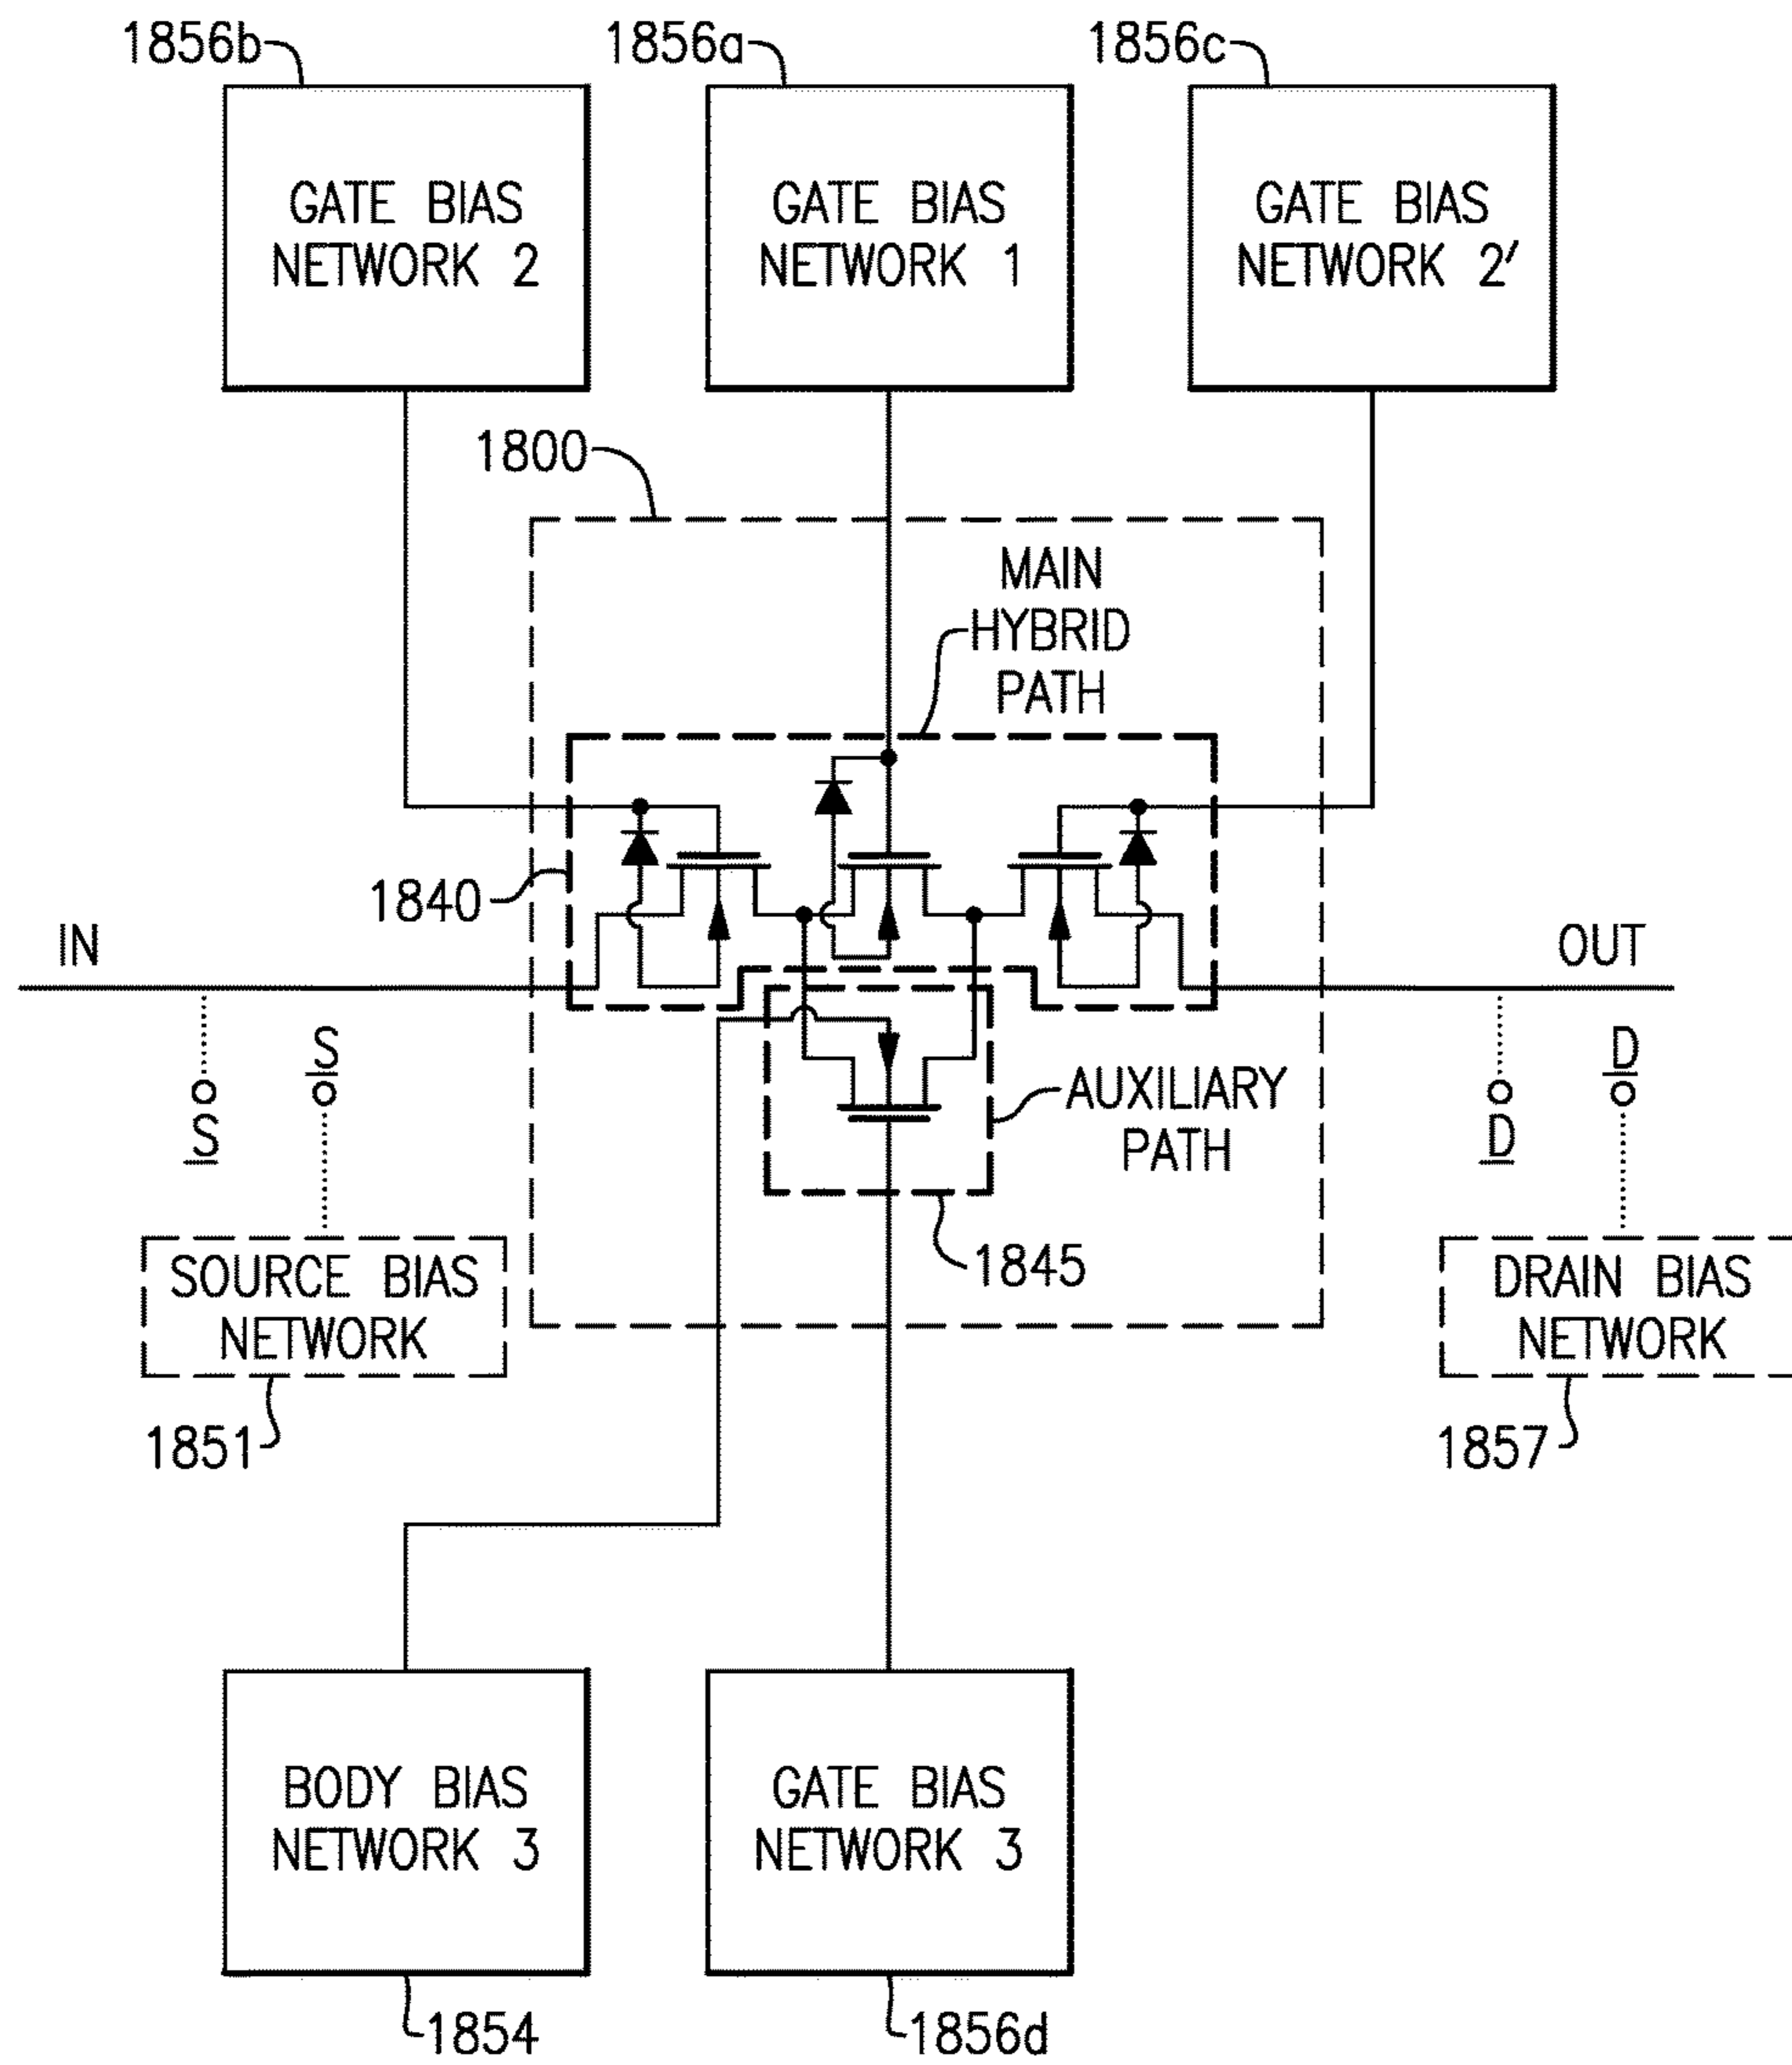 1856b
1856a
1856c
GATE BIAS
NETWORK 2
GATE BIAS
NETWORK 1
GATE BIAS
NETWORK 2'
1800
MAIN
HYBRID
PATH
1840
IN
OUT
S
S
D
D
AUXILIARY
PATH
1845
SOURCE BIAS
NETWORK
DRAIN BIAS
NETWORK
1851
1857
BODY BIAS
NETWORK 3
GATE BIAS
NETWORK 3
1854
1856d